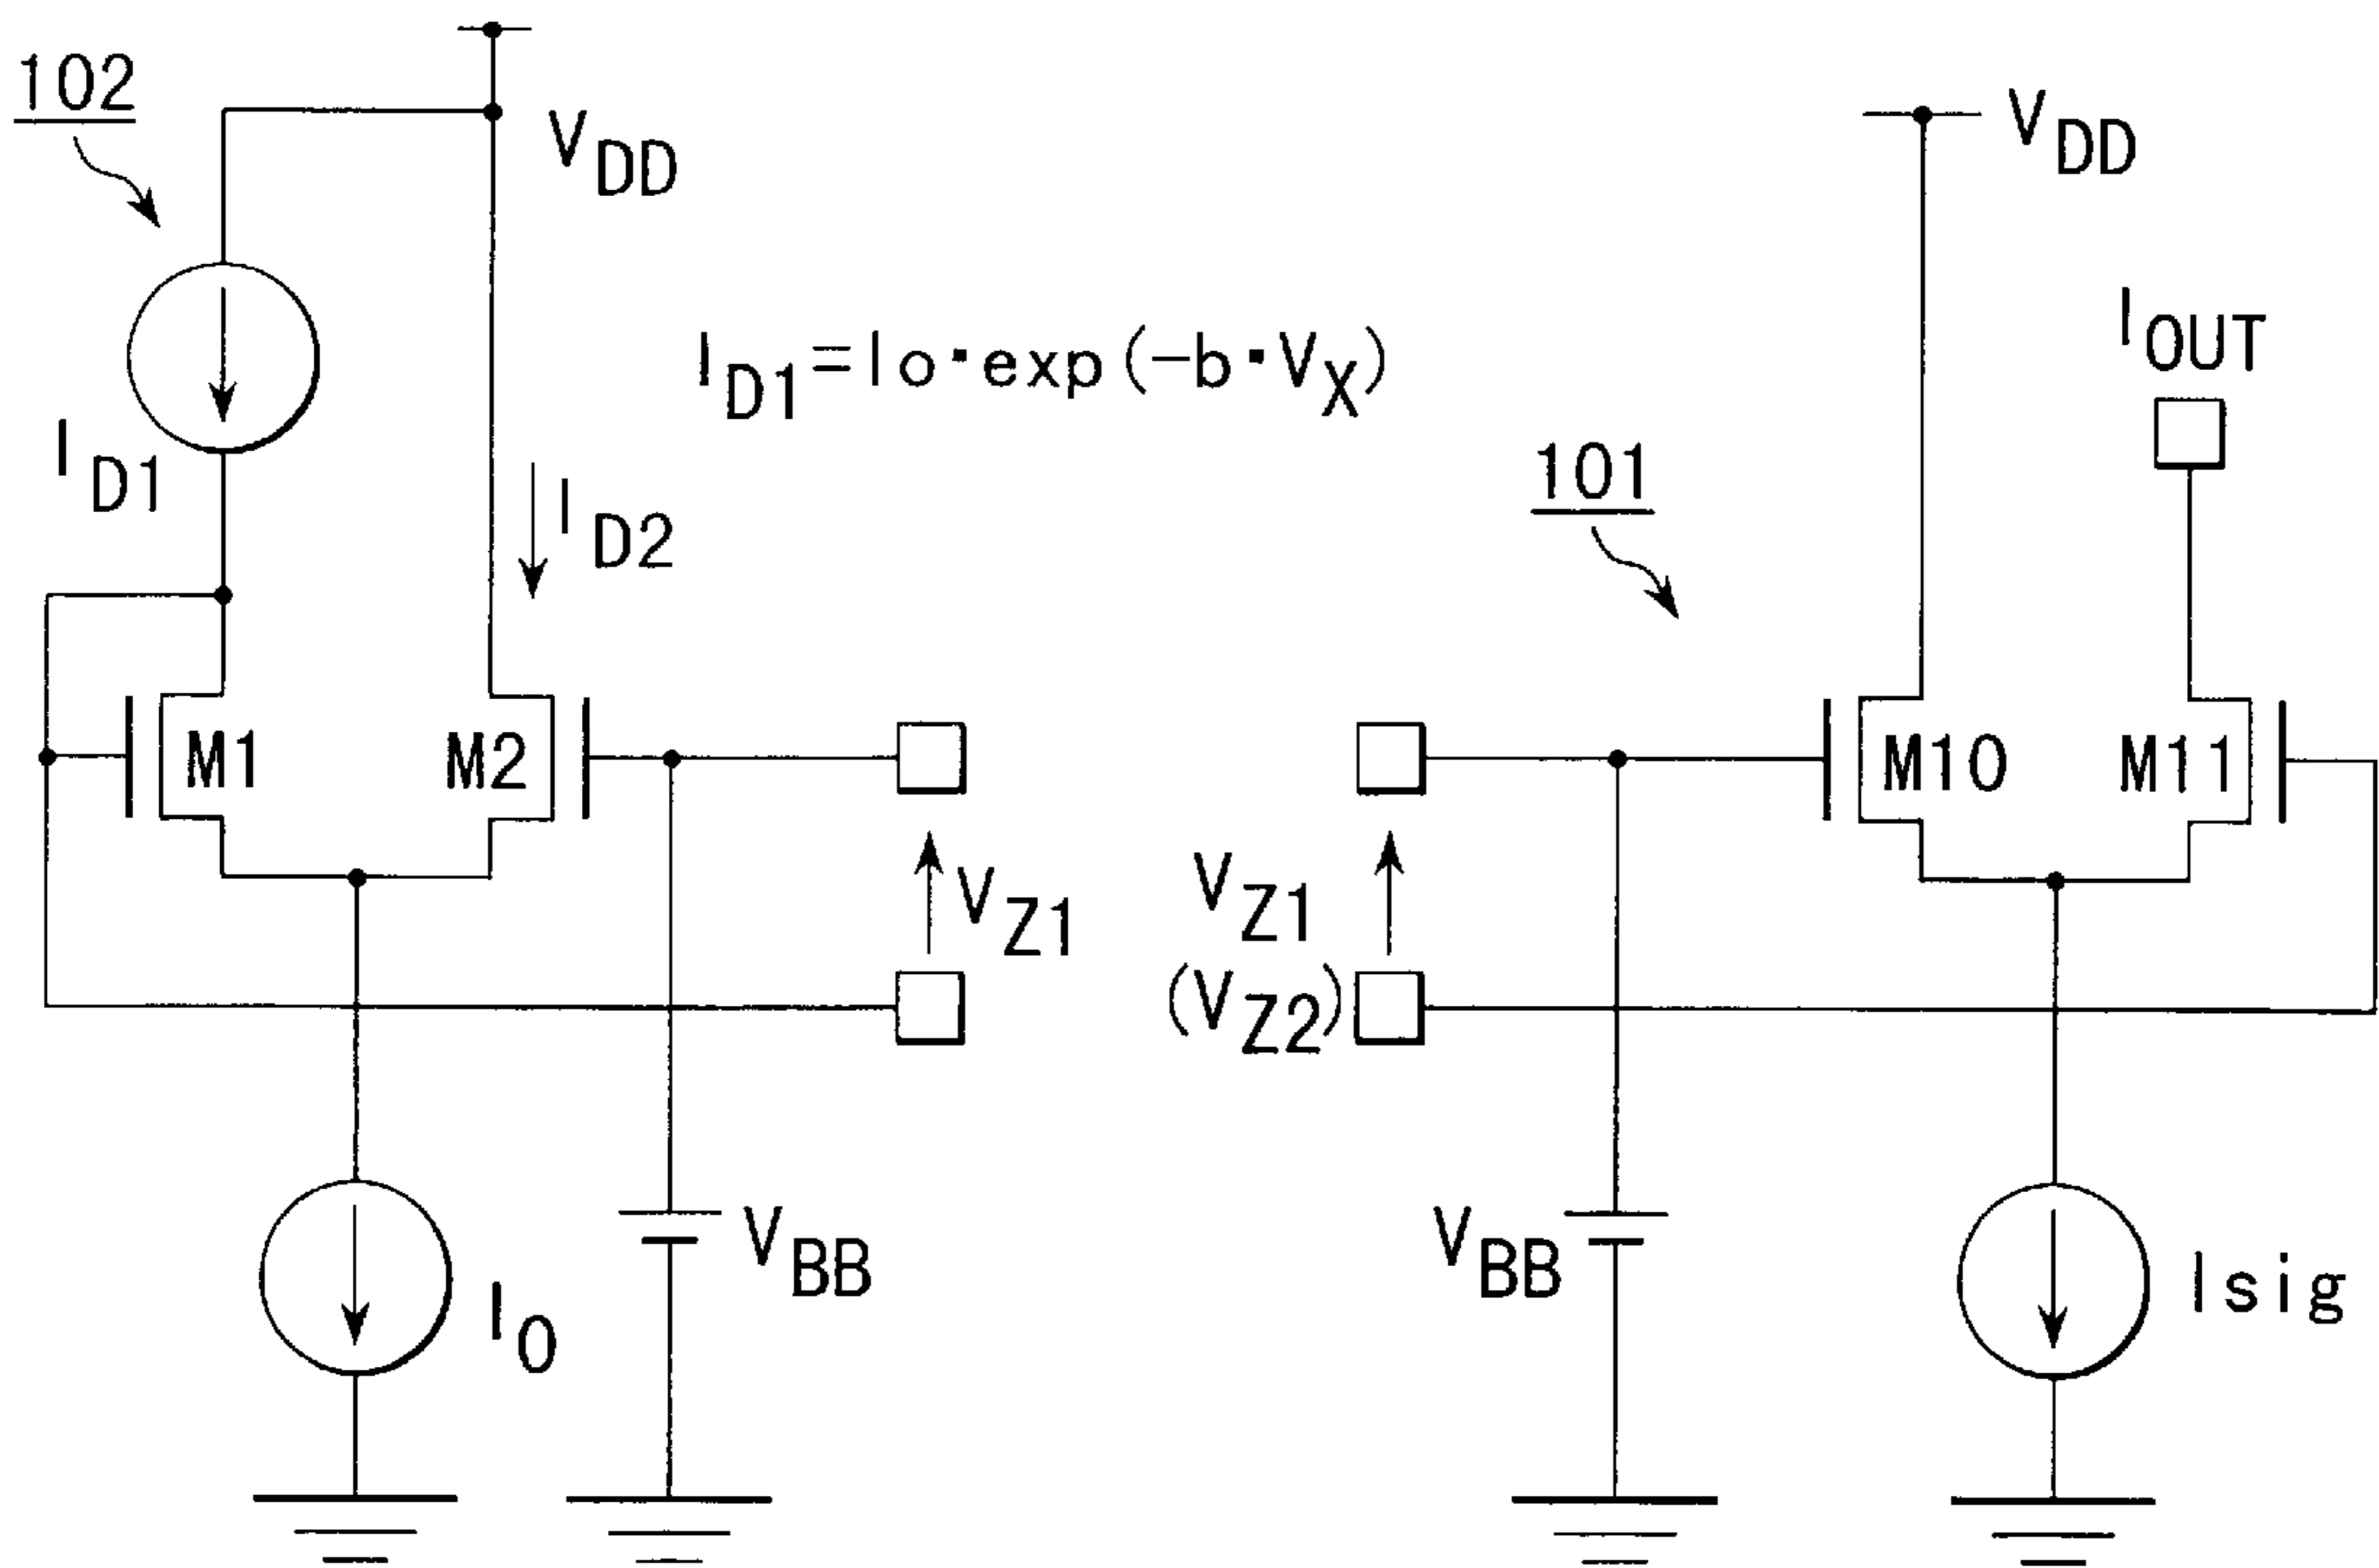 102
VDD
VDD
IOUT
ID1=Io·exp(-b·VX)
ID1
ID2
101
M1
M2
M10
M11
VZ1
VZ1
(VZ2)
VBB
VBB
IO
Isig